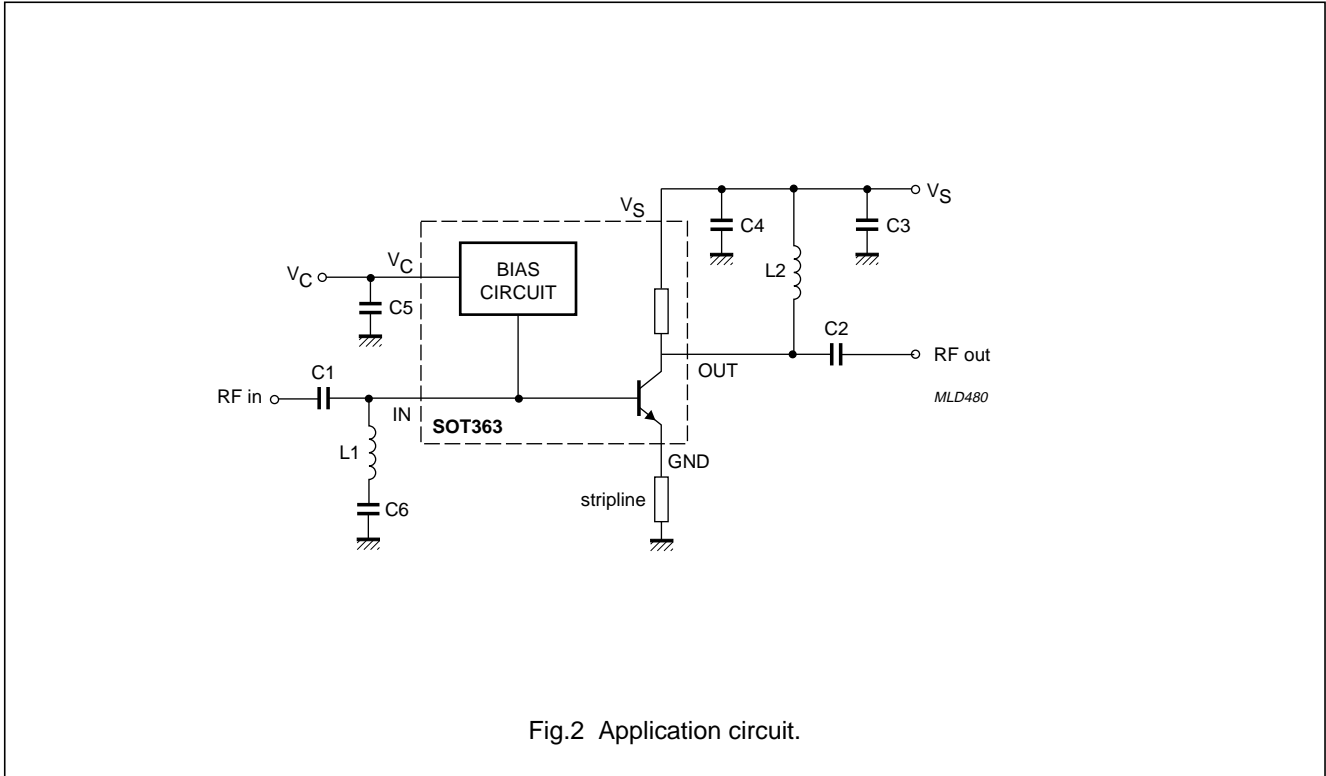 VS
VS
C4
C3
L2
VC
VC
BIAS
CIRCUIT
C5
C2
RF out
OUT
C1
MLD480
RF in
IN
SOT363
L1
GND
stripline
C6
Fig.2 Application circuit.